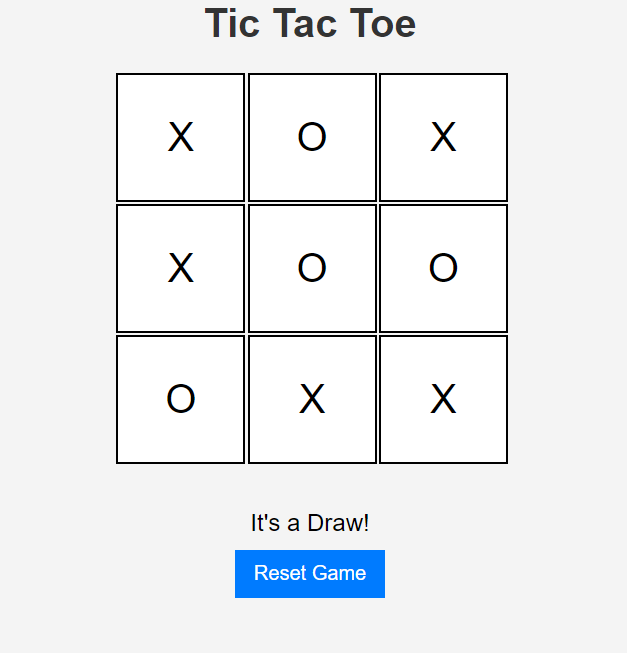 Tic Tac Toe
X O X
X O O
O X X
It's a Draw!
Reset Game